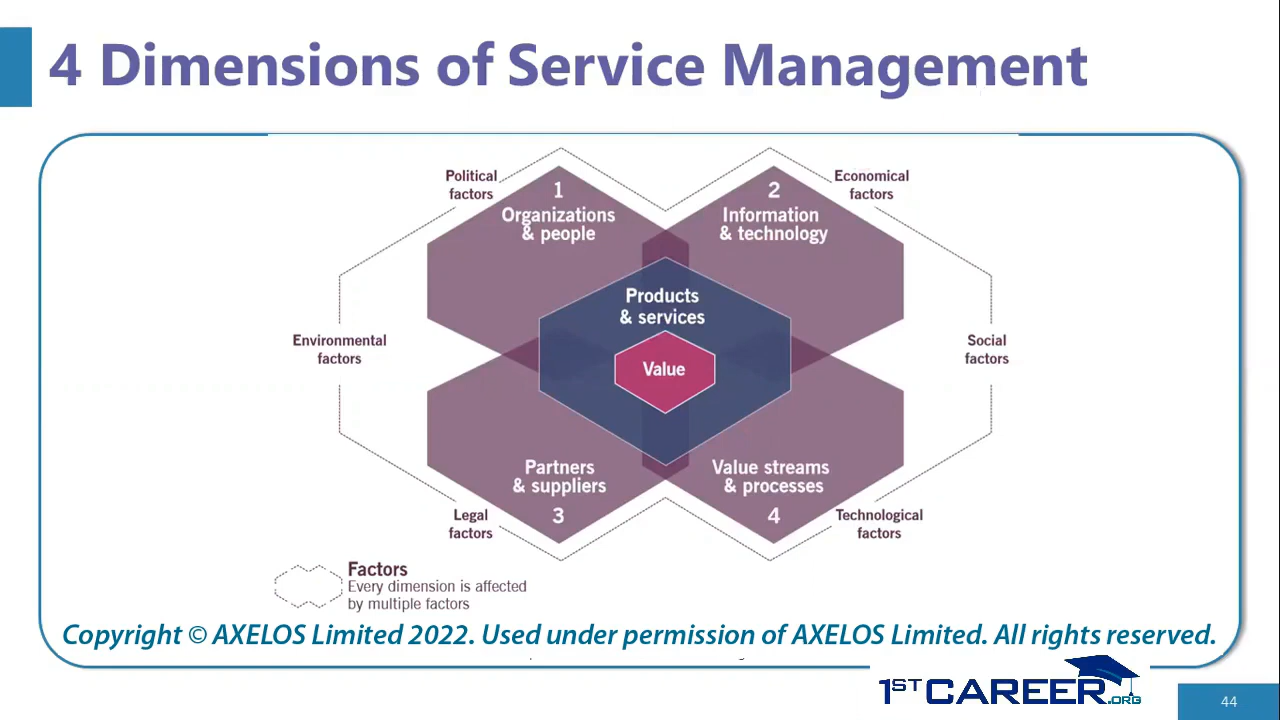 4 Dimensions of Service Management
Political
factors
1
Organizations
& people
2
Information
& technology
Economical
factors
Products
& services
Value
Environmental
factors
Social
factors
Partners
& suppliers
3
Value streams
& processes
4
Legal
factors
Technological
factors
Factors
Every dimension is affected
by multiple factors
Copyright © AXELOS Limited 2022. Used under permission of AXELOS Limited. All rights reserved.
1ST CAREER.ORG
44